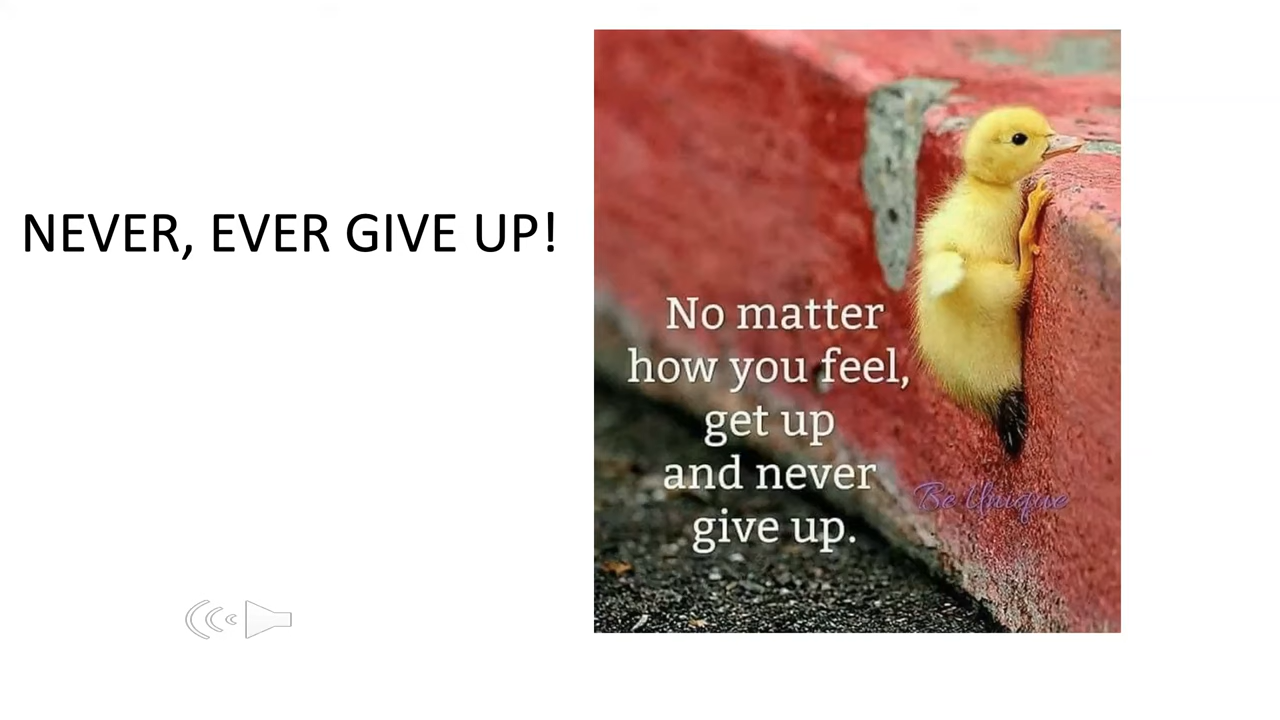 NEVER, EVER GIVE UP!
No matter
how you feel,
get up
and never
give up.
Be Unique